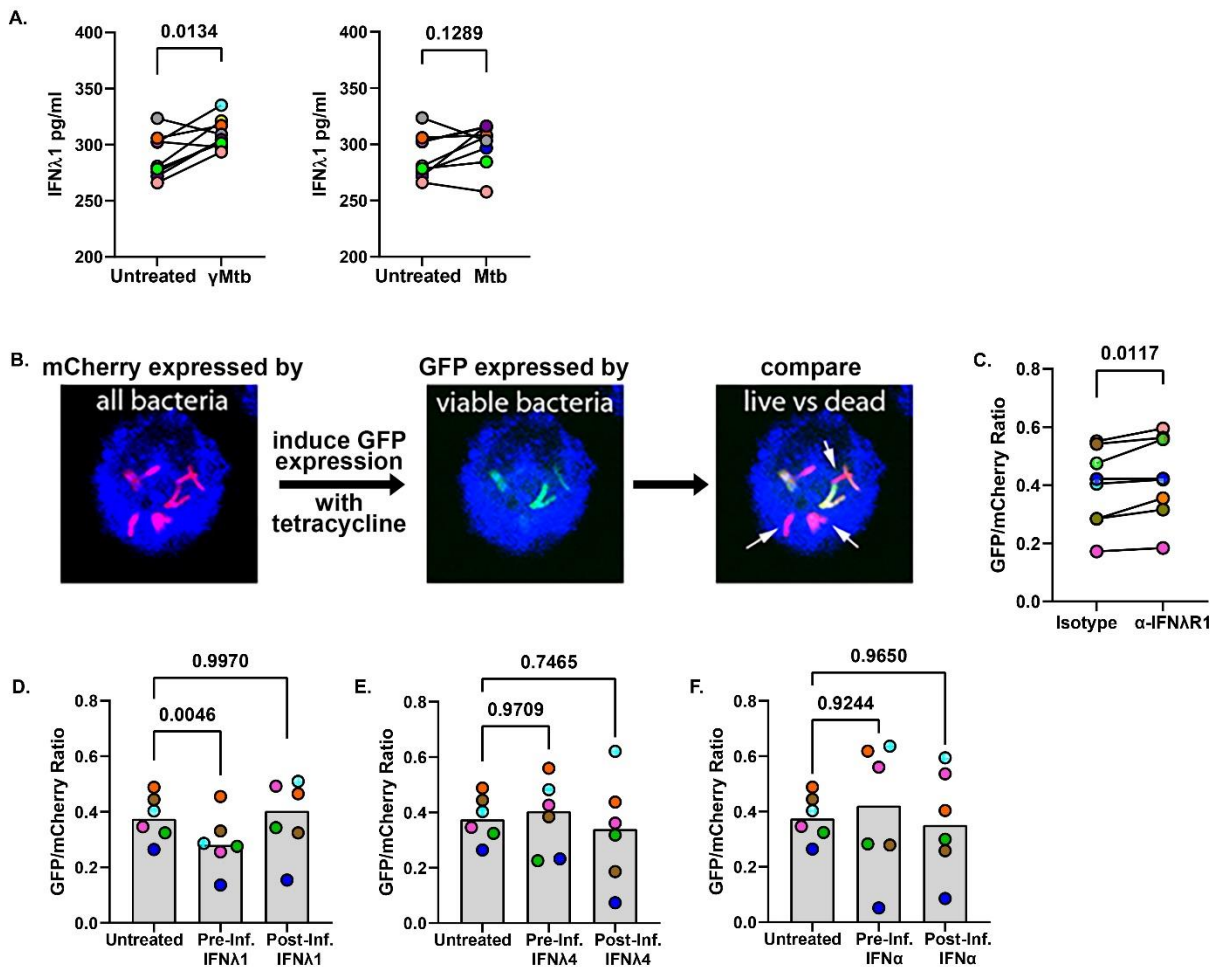 A.
0.0134
400
350
300
250
200
IFNλ1 pg/ml
Untreated γMtb
0.1289
400
350
300
250
200
IFNλ1 pg/ml
Untreated Mtb
B.
mCherry expressed by
all bacteria
induce GFP
expression
with
tetracycline
GFP expressed by
viable bacteria
compare
live vs dead
C.
0.0117
0.8
0.6
0.4
0.2
0.0
GFP/mCherry Ratio
Isotype α-IFNλR1
D.
0.9970
0.0046
0.8
0.6
0.4
0.2
0.0
GFP/mCherry Ratio
Untreated Pre-Inf. Post-Inf.
IFNλ1 IFNλ1
E.
0.7465
0.9709
0.8
0.6
0.4
0.2
0.0
GFP/mCherry Ratio
Untreated Pre-Inf. Post-Inf.
IFNλ4 IFNλ4
F.
0.9650
0.9244
0.8
0.6
0.4
0.2
0.0
GFP/mCherry Ratio
Untreated Pre-Inf. Post-Inf.
IFNα IFNα